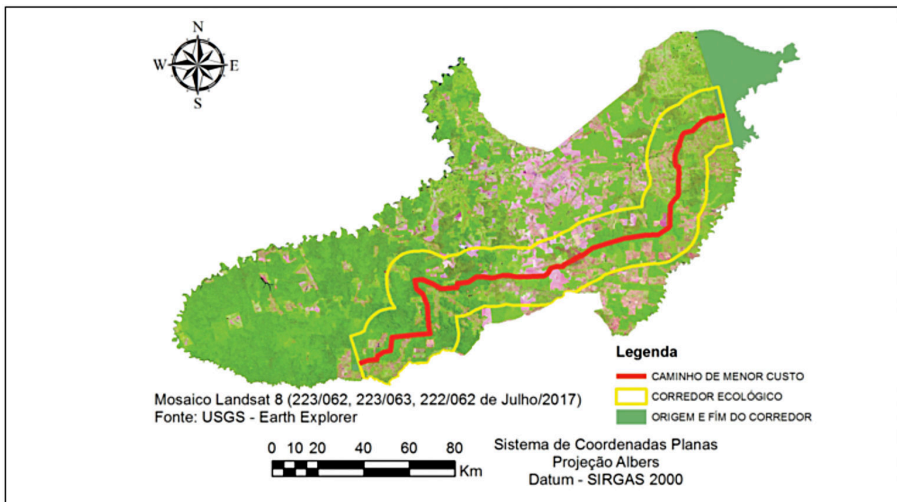 N
W E
S
Legenda
CAMINHO DE MENOR CUSTO
CORREDOR ECOLÓGICO
ORIGEM E FÍM DO CORREDOR
Mosaico Landsat 8 (223/062, 223/063, 222/062 de Julho/2017)
Fonte: USGS - Earth Explorer
0 10 20 40 60 80
Km
Sistema de Coordenadas Planas
Projeção Albers
Datum - SIRGAS 2000